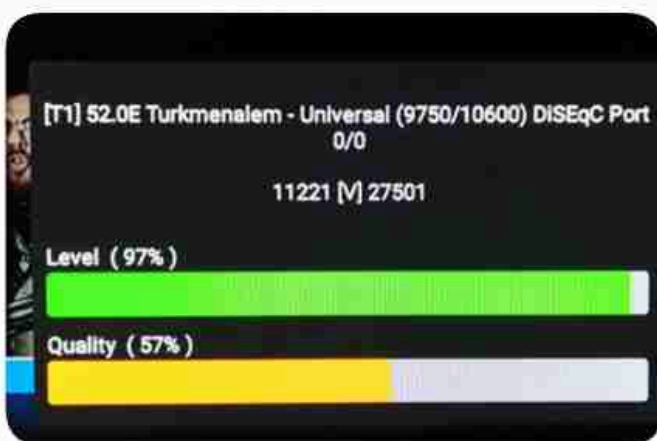 [T1] 52.0E Turkmenalem - Universal (9750/10600) DiSEqC Port
0/0
11221 [V] 27501
Level ( 97% )
Quality ( 57% )